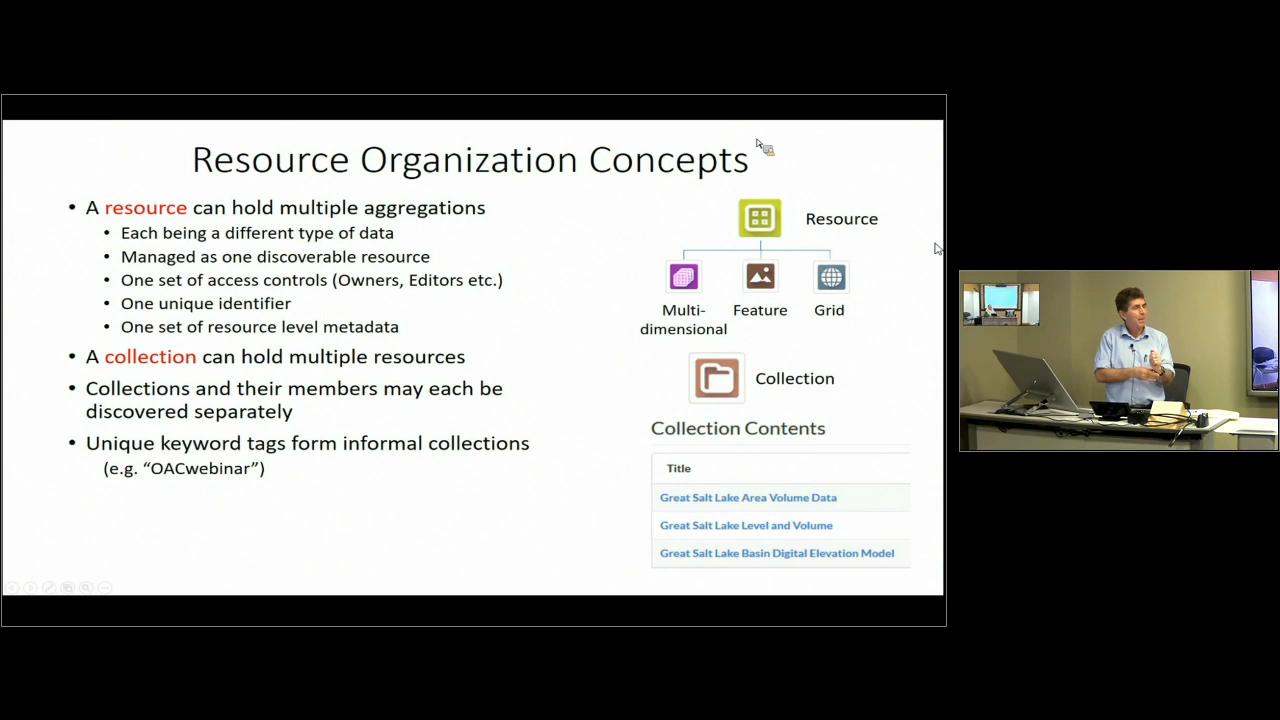 Resource Organization Concepts
• A resource can hold multiple aggregations
• Each being a different type of data
• Managed as one discoverable resource
• One set of access controls (Owners, Editors etc.)
• One unique identifier
• One set of resource level metadata
• A collection can hold multiple resources
• Collections and their members may each be
discovered separately
• Unique keyword tags form informal collections
(e.g. “OACwebinar”)
Resource
Multi-
dimensional
Feature
Grid
Collection
Collection Contents
Title
Great Salt Lake Area Volume Data
Great Salt Lake Level and Volume
Great Salt Lake Basin Digital Elevation Model